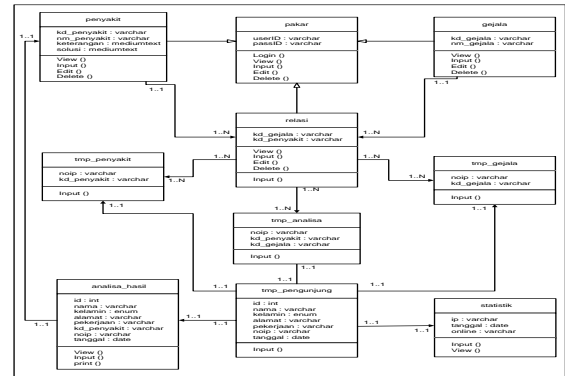 penyakit
kd_penyakit : varchar
nm_penyakit : varchar
keterangan : mediumtext
solusi : mediumtext
View ()
Input ()
Edit ()
Delete ()
pakar
userID : varchar
passID : varchar
Login ()
View ()
Input ()
Edit ()
Delete ()
gejala
kd_gejala : varchar
nm_gejala : varchar
View ()
Input ()
Edit ()
Delete ()
1..1
1..1
1..1
relasi
kd_gejala : varchar
kd_penyakit : varchar
View ()
Input ()
Edit ()
Delete ()
Input ()
1..N
1..N
1..N
1..N
1..N
1..N
1..N
tmp_penyakit
noip : varchar
kd_penyakit : varchar
Input ()
1..1
tmp_gejala
noip : varchar
kd_gejala : varchar
Input ()
1..1
tmp_analisa
noip : varchar
kd_penyakit : varchar
kd_gejala : varchar
Input ()
1..1
1..1
1..1
1..1
analisa_hasil
id : int
nama : varchar
kelamin : enum
alamat : varchar
pekerjaan : varchar
kd_penyakit : varchar
noip : varchar
tanggal : date
View ()
Input ()
print ()
1..1
1..1
1..1
tmp_pengunjung
id : int
nama : varchar
kelamin : enum
alamat : varchar
pekerjaan : varchar
noip : varchar
tanggal : date
Input ()
1..1
1..1
statistik
ip : varchar
tanggal : date
online : varchar
Input ()
View ()